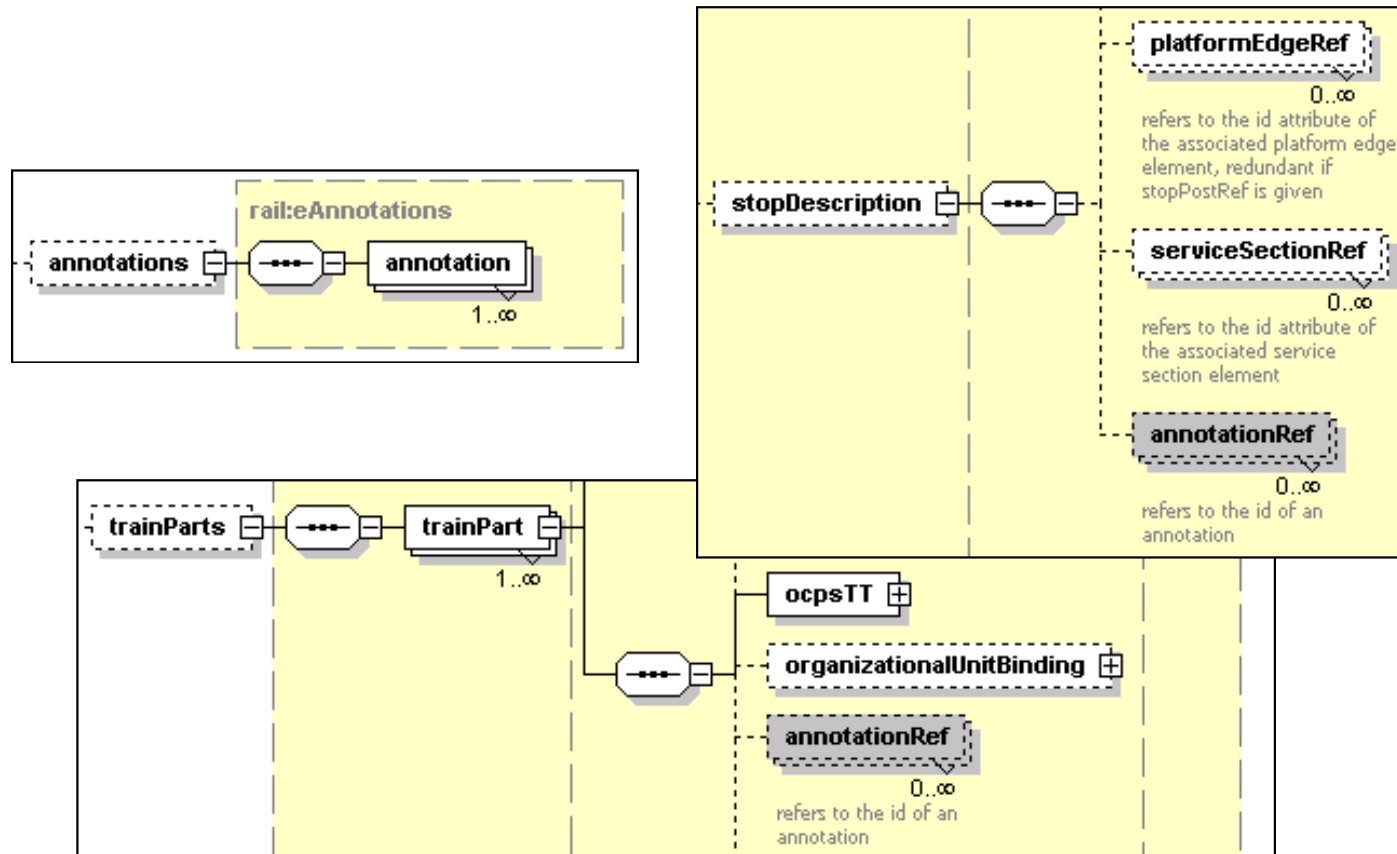 rail:eAnnotations
annotations
annotation
1..∞
platformEdgeRef
0..∞
refers to the id attribute of
the associated platform edge
element, redundant if
stopPostRef is given
stopDescription
serviceSectionRef
0..∞
refers to the id attribute of
the associated service
section element
annotationRef
0..∞
refers to the id of an
annotation
trainParts
trainPart
1..∞
ocpsTT
organizationalUnitBinding
annotationRef
0..∞
refers to the id of an
annotation